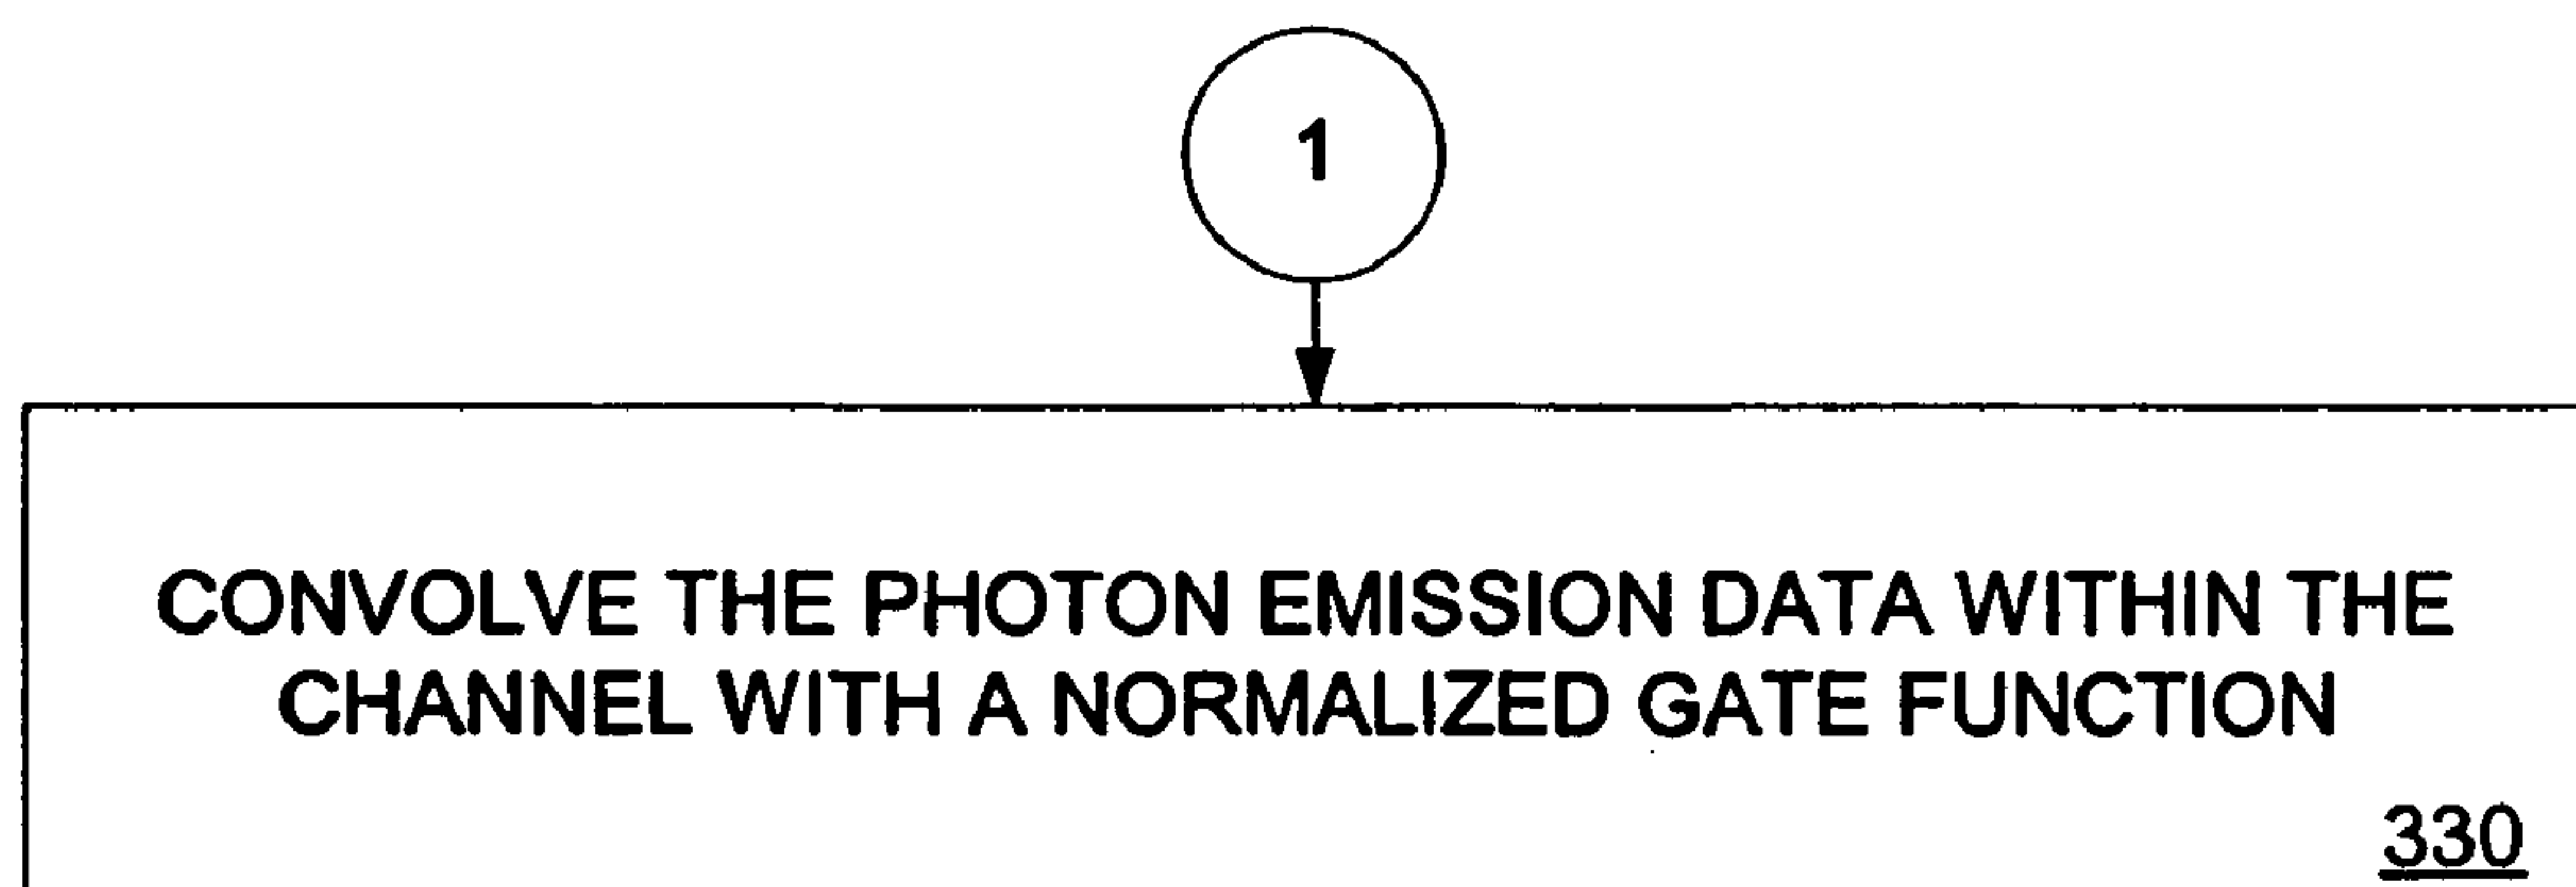 1
CONVOLVE THE PHOTON EMISSION DATA WITHIN THE
CHANNEL WITH A NORMALIZED GATE FUNCTION
330